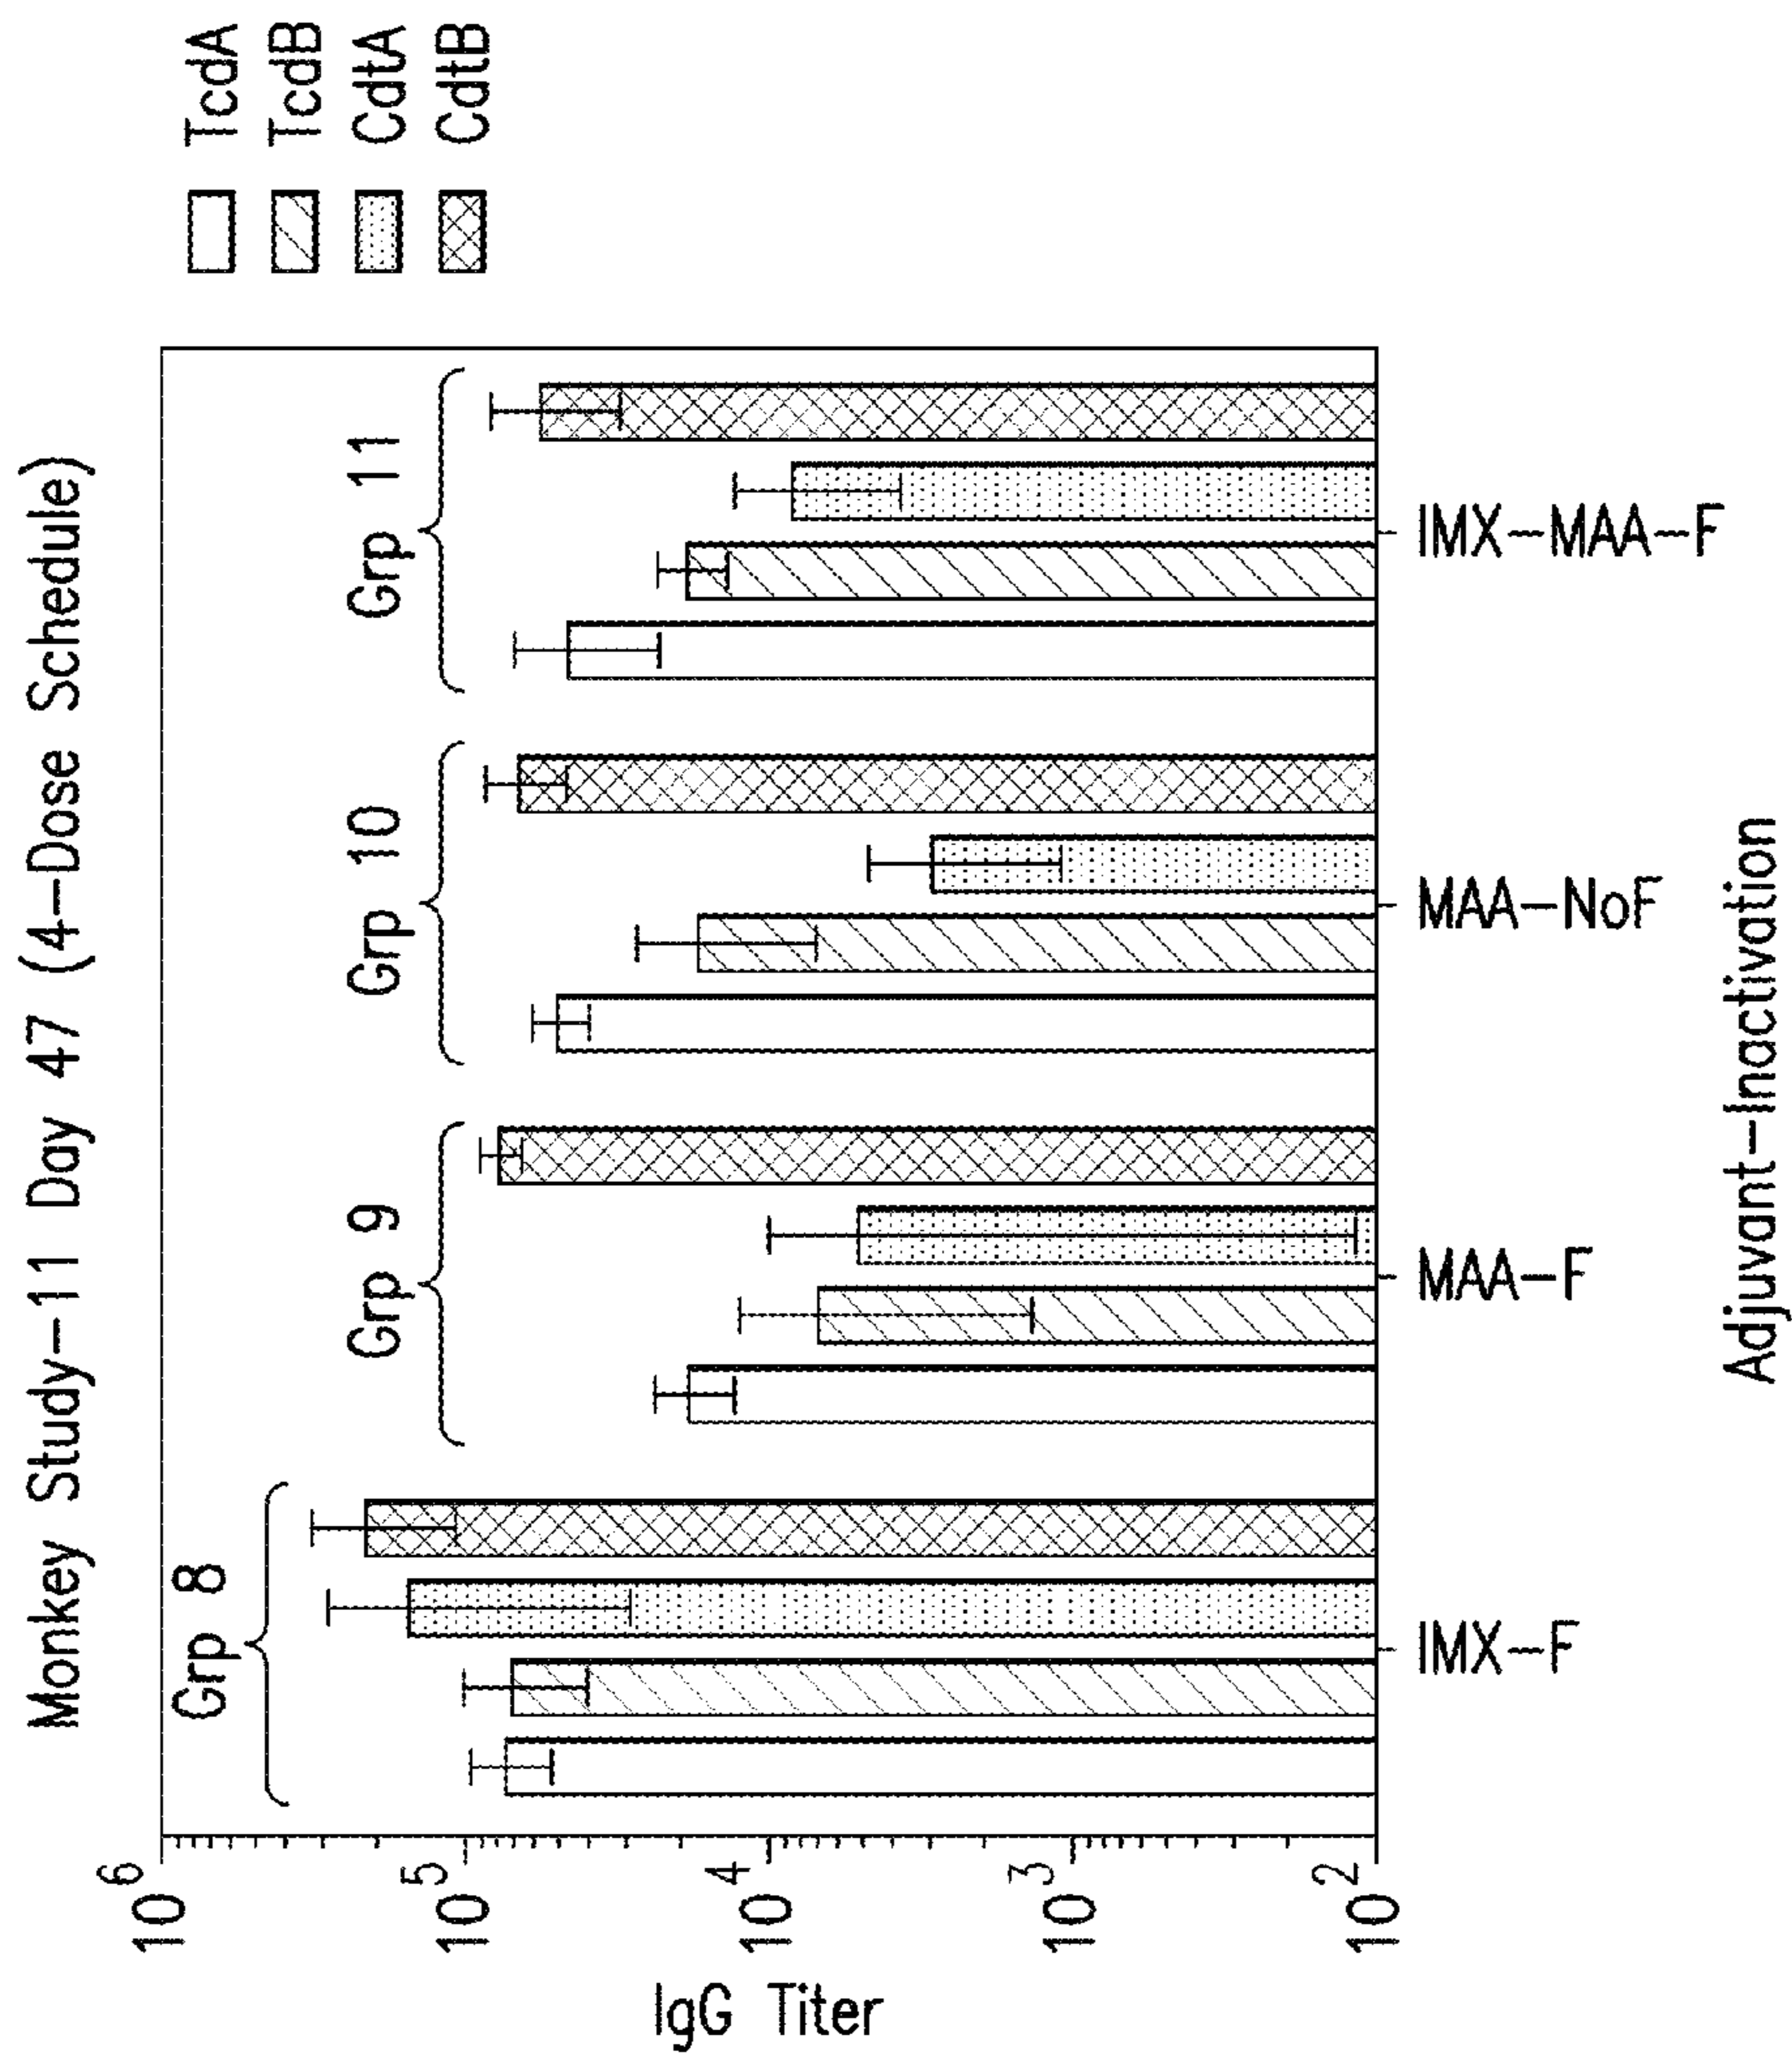 Monkey Study-11 Day 47 (4-Dose Schedule)
TcdA
TcdB
CdtA
CdtB
Grp 8
Grp 9
Grp 10
Grp 11
IgG Titer
10^6
10^5
10^4
10^3
10^2
IMX-F
MAA-F
MAA-NoF
IMX-MAA-F
Adjuvant-Inactivation